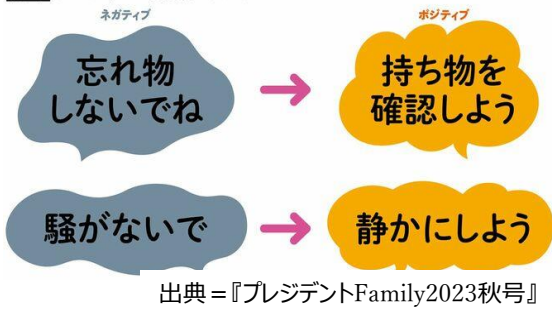 ネガティブ
ポジティブ
忘れ物
しないでね
持ち物を
確認しよう
騒がないで
静かにしよう
出典=『プレジデントFamily2023秋号』